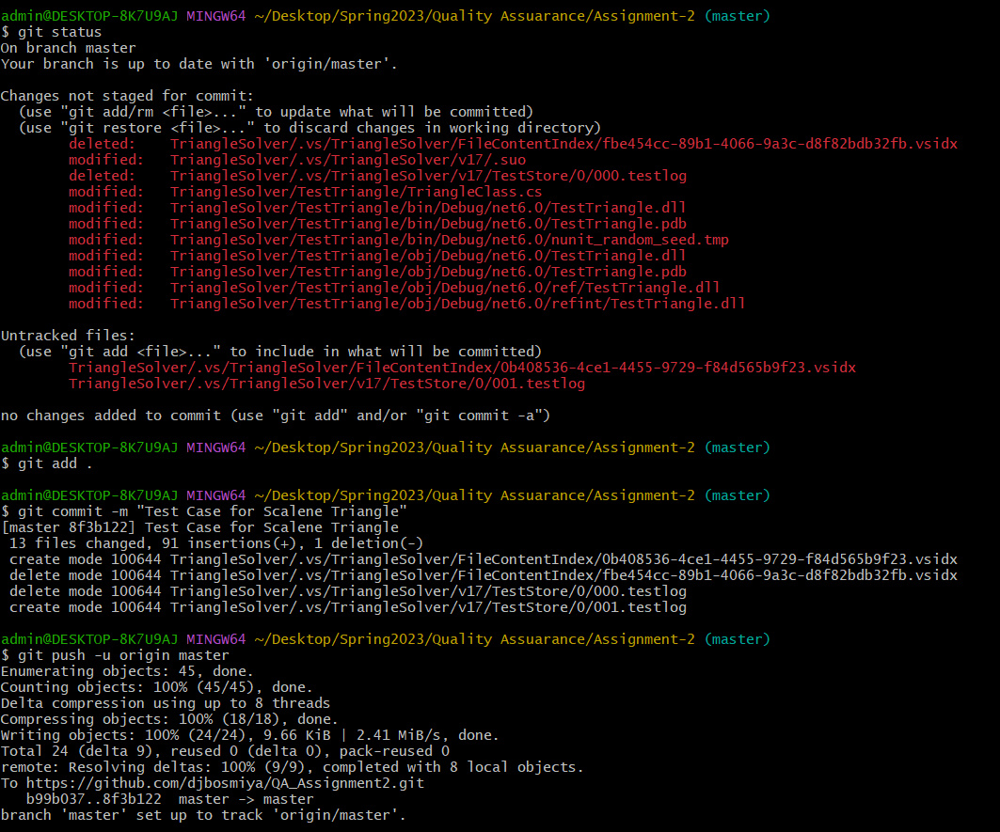 admin@DESKTOP-8K7U9AJ MINGW64 ~/Desktop/Spring2023/Quality Assuarance/Assignment-2 (master)
$ git status
On branch master
Your branch is up to date with 'origin/master'.

Changes not staged for commit:
  (use "git add/rm <file>..." to update what will be committed)
  (use "git restore <file>..." to discard changes in working directory)
        deleted:    TriangleSolver/.vs/TriangleSolver/FileContentIndex/fbe454cc-89b1-4066-9a3c-d8f82bdb32fb.vsidx
        modified:   TriangleSolver/.vs/TriangleSolver/v17/.suo
        deleted:    TriangleSolver/.vs/TriangleSolver/v17/TestStore/0/000.testlog
        modified:   TriangleSolver/TestTriangle/TriangleClass.cs
        modified:   TriangleSolver/TestTriangle/bin/Debug/net6.0/TestTriangle.dll
        modified:   TriangleSolver/TestTriangle/bin/Debug/net6.0/TestTriangle.pdb
        modified:   TriangleSolver/TestTriangle/bin/Debug/net6.0/nunit_random_seed.tmp
        modified:   TriangleSolver/TestTriangle/obj/Debug/net6.0/TestTriangle.dll
        modified:   TriangleSolver/TestTriangle/obj/Debug/net6.0/TestTriangle.pdb
        modified:   TriangleSolver/TestTriangle/obj/Debug/net6.0/ref/TestTriangle.dll
        modified:   TriangleSolver/TestTriangle/obj/Debug/net6.0/refint/TestTriangle.dll

Untracked files:
  (use "git add <file>..." to include in what will be committed)
        TriangleSolver/.vs/TriangleSolver/FileContentIndex/0b408536-4ce1-4455-9729-f84d565b9f23.vsidx
        TriangleSolver/.vs/TriangleSolver/v17/TestStore/0/001.testlog

no changes added to commit (use "git add" and/or "git commit -a")

admin@DESKTOP-8K7U9AJ MINGW64 ~/Desktop/Spring2023/Quality Assuarance/Assignment-2 (master)
$ git add .

admin@DESKTOP-8K7U9AJ MINGW64 ~/Desktop/Spring2023/Quality Assuarance/Assignment-2 (master)
$ git commit -m "Test Case for Scalene Triangle"
[master 8f3b122] Test Case for Scalene Triangle
 13 files changed, 91 insertions(+), 1 deletion(-)
 create mode 100644 TriangleSolver/.vs/TriangleSolver/FileContentIndex/0b408536-4ce1-4455-9729-f84d565b9f23.vsidx
 delete mode 100644 TriangleSolver/.vs/TriangleSolver/FileContentIndex/fbe454cc-89b1-4066-9a3c-d8f82bdb32fb.vsidx
 delete mode 100644 TriangleSolver/.vs/TriangleSolver/v17/TestStore/0/000.testlog
 create mode 100644 TriangleSolver/.vs/TriangleSolver/v17/TestStore/0/001.testlog

admin@DESKTOP-8K7U9AJ MINGW64 ~/Desktop/Spring2023/Quality Assuarance/Assignment-2 (master)
$ git push -u origin master
Enumerating objects: 45, done.
Counting objects: 100% (45/45), done.
Delta compression using up to 8 threads
Compressing objects: 100% (18/18), done.
Writing objects: 100% (24/24), 9.66 KiB | 2.41 MiB/s, done.
Total 24 (delta 9), reused 0 (delta 0), pack-reused 0
remote: Resolving deltas: 100% (9/9), completed with 8 local objects.
To https://github.com/djbosmiya/QA_Assignment2.git
   b99b037..8f3b122  master -> master
branch 'master' set up to track 'origin/master'.